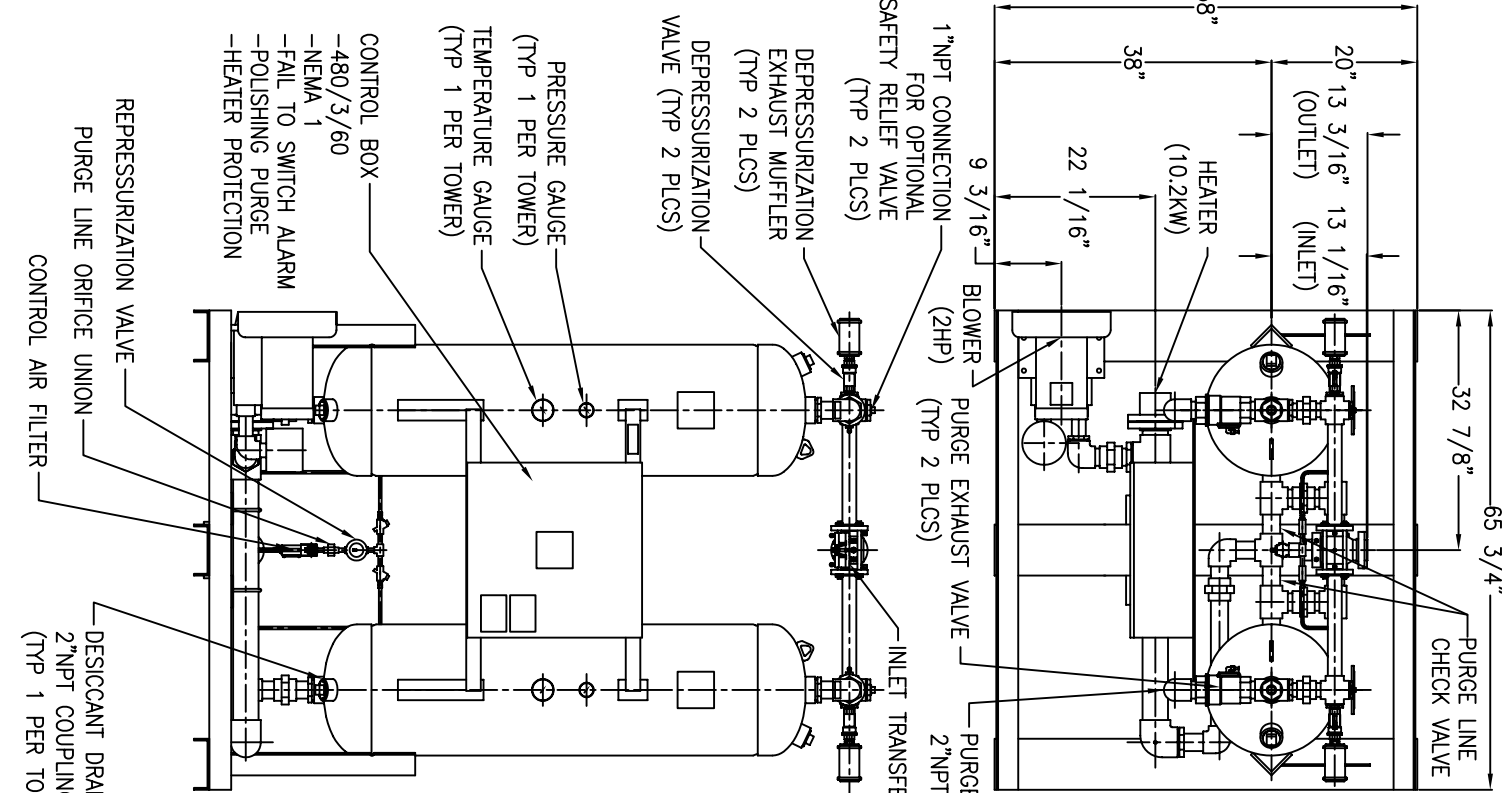 1"NPT CONNECTION
FOR OPTIONAL
SAFETY RELIEF VALVE
(TYP 2 PLCS)
DEPRESSURIZATION
EXHAUST MUFFLER
(TYP 2 PLCS)
DEPRESSURIZATION
VALVE (TYP 2 PLCS)
PRESSURE GAUGE
(TYP 1 PER TOWER)
TEMPERATURE GAUGE
(TYP 1 PER TOWER)
CONTROL BOX
-480/3/60
-NEMA 1
-FAIL TO SWITCH ALARM
-POLISHING PURGE
-HEATER PROTECTION
REPRESSURIZATION VALVE
PURGE LINE ORIFICE UNION
CONTROL AIR FILTER
8"
38"
20"
13 3/16"
(OUTLET)
13 1/16"
(INLET)
HEATER
(10.2KW)
22 1/16"
9 3/16"
BLOWER
(2HP)
PURGE EXHAUST VALVE
(TYP 2 PLCS)
32 7/8"
65 3/4"
PURGE LINE
CHECK VALVE
INLET TRANSFE
PURGE
2"NPT
DESICCANT DRA
2"NPT COUPLING
(TYP 1 PER TO